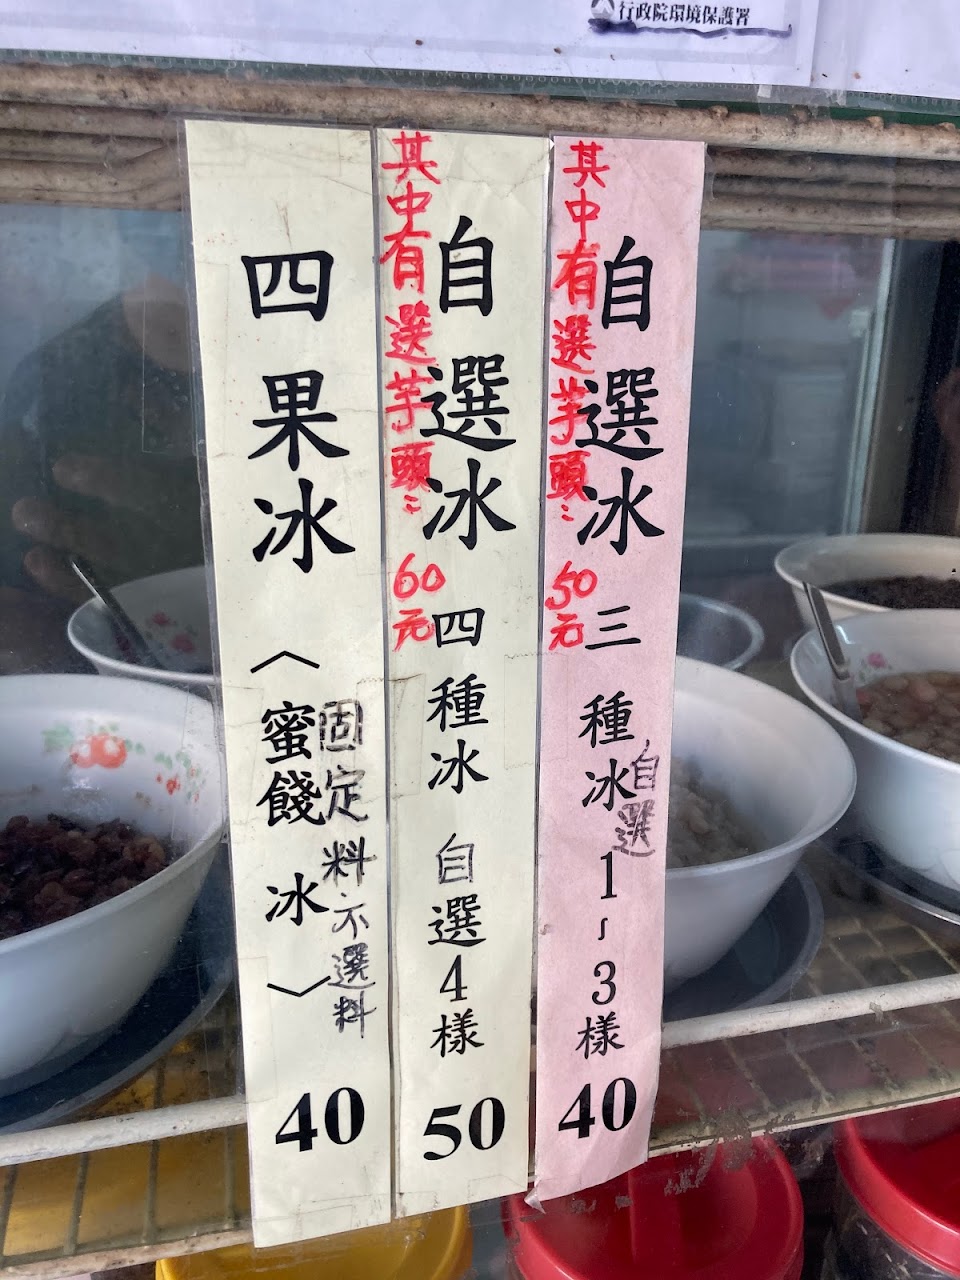 行政院環境保護署
自選冰 三種冰 1~3樣 40
自選
其中有選芋頭:50元
自選冰 四種冰 自選4樣 50
其中有選芋頭:60元
四果冰〈蜜餞冰〉40
固定料不選料